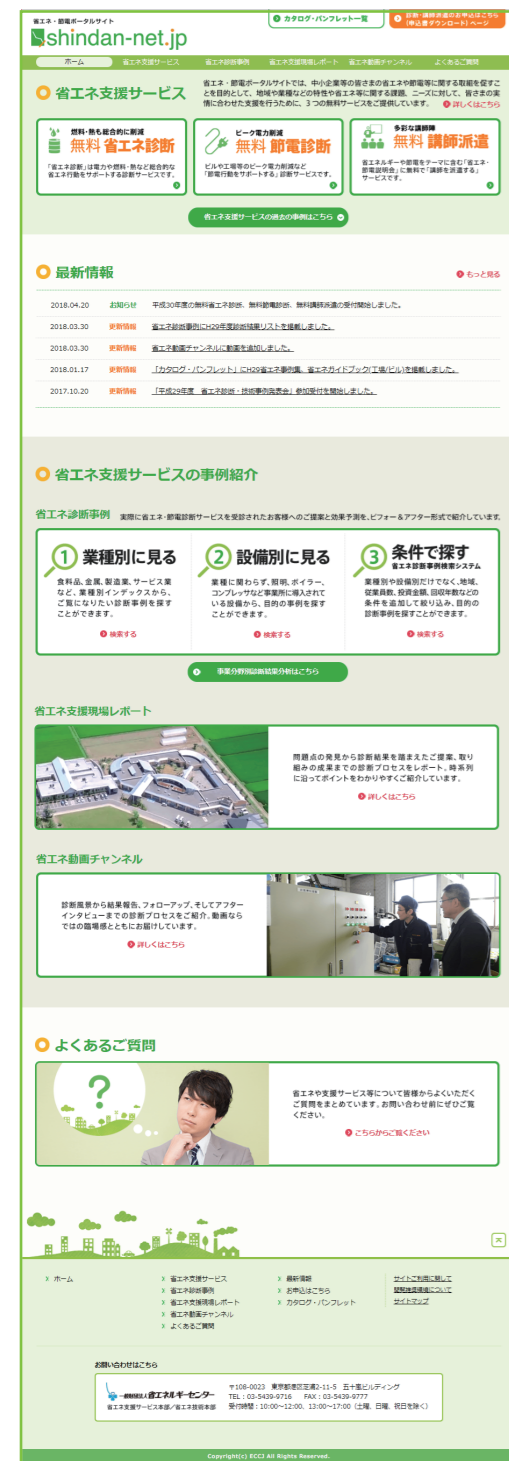 省エネ・節電ポータルサイト
shindan-net.jp
カタログ・パンフレット一覧
診断・講師派遣のお申込はこちら
(申込書ダウンロード) ページ
ホーム 省エネ支援サービス 省エネ診断事例 省エネ支援現場レポート 省エネ動画チャンネル よくあるご質問
省エネ支援サービス
省エネ・節電ポータルサイトでは、中小企業等の皆さまの省エネや節電等に関する取組を促すこ
とを目的として、地域や業種などの特性や省エネ等に関する課題、ニーズに対して、皆さまの実
情に合わせた支援を行うために、3つの無料サービスをご提供しています。 詳しくはこちら
燃料・熱も総合的に削減
無料 省エネ診断
「省エネ診断」は電力や燃料・熱など総合的な
省エネ行動をサポートする診断サービスです。
ピーク電力削減
無料 節電診断
ビルや工場等のピーク電力削減など
「節電行動をサポートする」診断サービスです。
多彩な講師陣
無料 講師派遣
省エネルギーや節電をテーマに含む「省エネ・
節電説明会」に無料で「講師を派遣する」
サービスです。
省エネ支援サービスの過去の事例はこちら
最新情報
もっと見る
2018.04.20 お知らせ 平成30年度の無料省エネ診断、無料節電診断、無料講師派遣の受付開始しました。
2018.03.30 更新情報 省エネ診断事例にH29年度診断結果リストを掲載しました。
2018.03.30 更新情報 省エネ動画チャンネルに動画を追加しました。
2018.01.17 更新情報 「カタログ・パンフレット」にH29省エネ事例集、省エネガイドブック(工場/ビル)を掲載しました。
2017.10.20 更新情報 「平成29年度 省エネ診断・技術事例発表会」参加受付を開始しました。
省エネ支援サービスの事例紹介
省エネ診断事例 実際に省エネ・節電診断サービスを受診されたお客様へのご提案と効果予測を、ビフォー&アフター形式で紹介しています。
1 業種別に見る
食料品、金属、製造業、サービス業
など、業種別インデックスから、
ご覧になりたい診断事例を探す
ことができます。
検索する
2 設備別に見る
業種に関わらず、照明、ボイラー、
コンプレッサなど事業所に導入されて
いる設備から、目的の事例を探す
ことができます。
検索する
3 条件で探す
省エネ診断事例検索システム
業種別や設備別だけでなく、地域、
従業員数、投資金額、回収年数などの
条件を追加して絞り込み、目的の
診断事例を探すことができます。
検索する
事業分野別診断結果分析はこちら
省エネ支援現場レポート
問題点の発見から診断結果を踏まえたご提案、取り
組みの成果までの診断プロセスをレポート。時系列
に沿ってポイントをわかりやすくご紹介しています。
詳しくはこちら
省エネ動画チャンネル
診断風景から結果報告、フォローアップ、そしてアフター
インタビューまでの診断プロセスをご紹介。動画なら
ではの臨場感とともにお届けしています。
詳しくはこちら
よくあるご質問
?
省エネや支援サービス等について皆様からよくいただく
ご質問をまとめています。お問い合わせ前にぜひご覧
ください。
こちらからご覧ください
ホーム
省エネ支援サービス
省エネ診断事例
省エネ支援現場レポート
省エネ動画チャンネル
よくあるご質問
最新情報
お申込はこちら
カタログ・パンフレット
サイトご利用に関して
閲覧推奨環境について
サイトマップ
お問い合わせはこちら
一般財団法人 省エネルギーセンター
省エネ支援サービス本部/省エネ技術本部
〒108-0023 東京都港区芝浦2-11-5 五十嵐ビルディング
TEL:03-5439-9716 FAX:03-5439-9777
受付時間:10:00~12:00、13:00~17:00(土曜、日曜、祝日を除く)
Copyright(c) ECCJ All Rights Reserved.